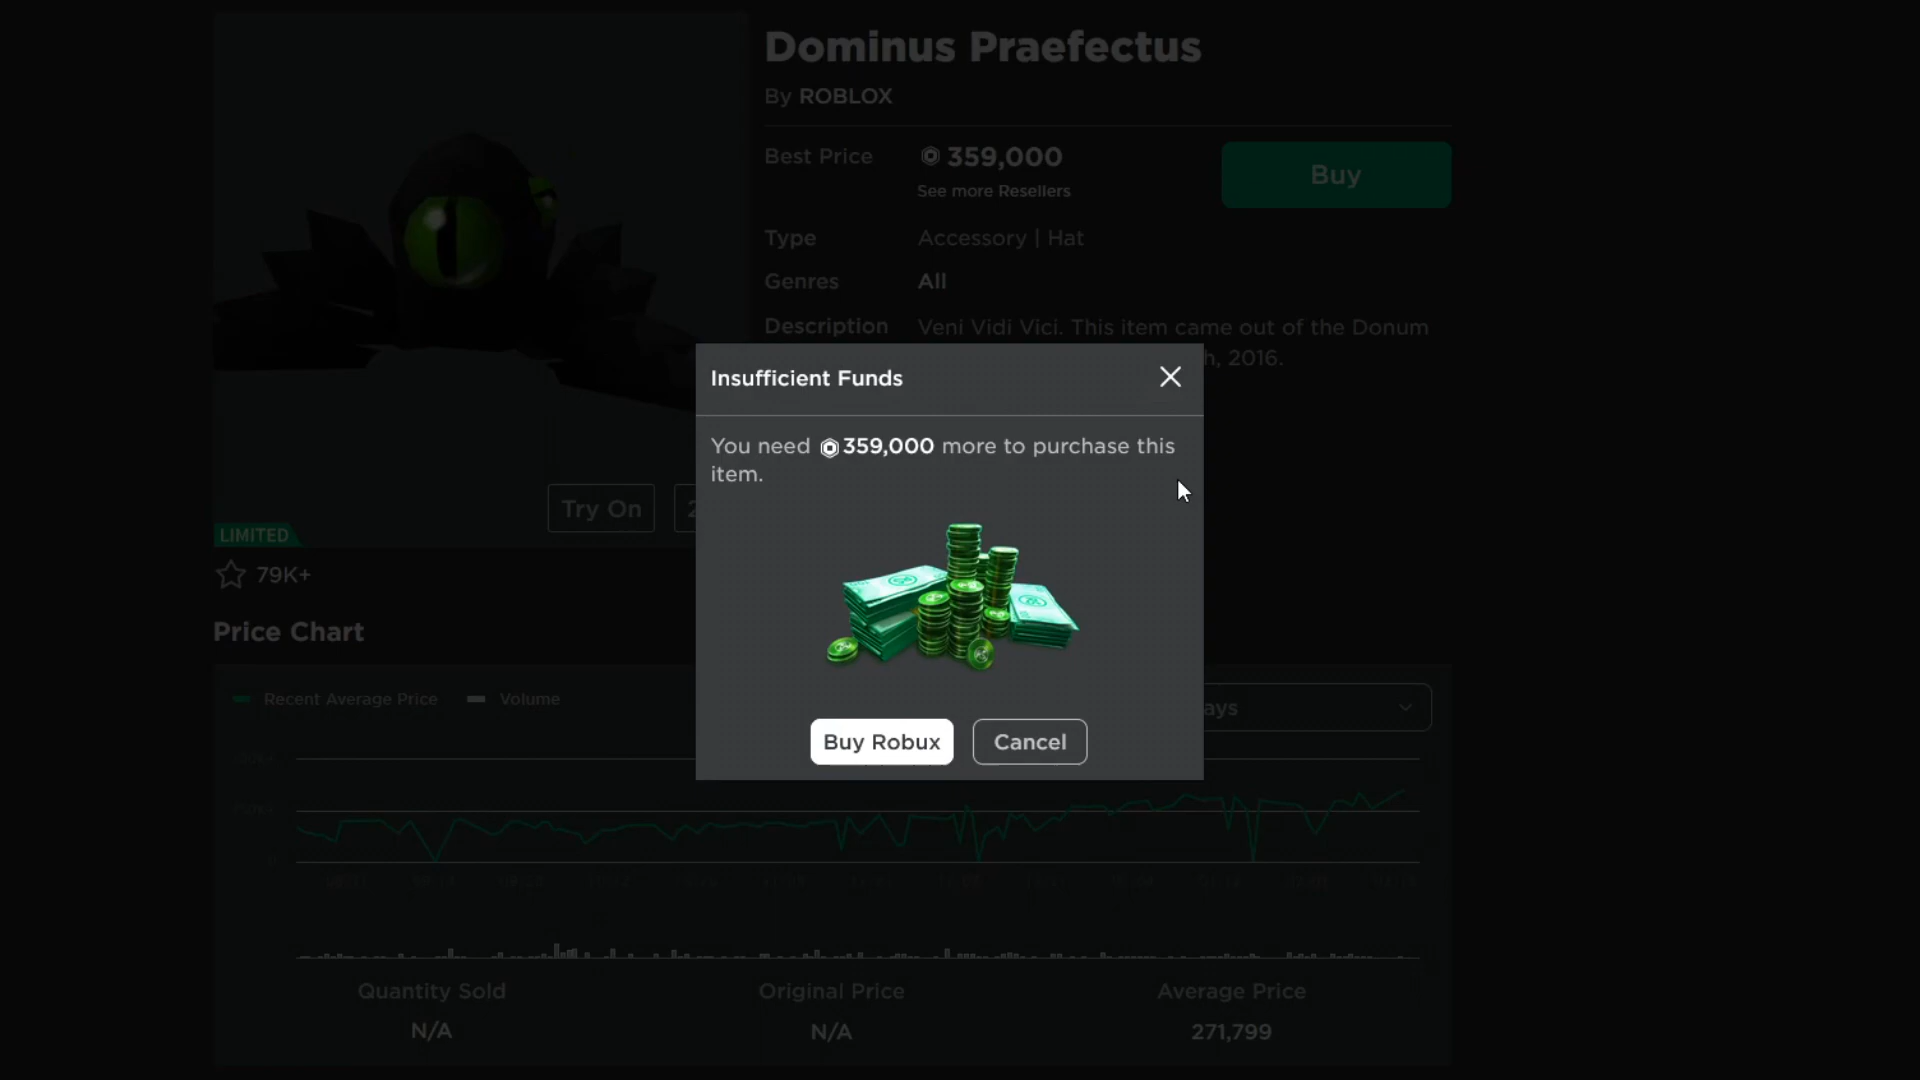 Dominus Praefectus
By ROBLOX
Best Price
359,000
See more Resellers
Buy
Type
Accessory | Hat
Genres
All
Description
Veni Vidi Vici. This item came out of the Donum
h, 2016.
Insufficient Funds
You need 359,000 more to purchase this
item.
Try On
LIMITED
79K+
Price Chart
Recent Average Price
Volume
ays
Buy Robux
Cancel
Quantity Sold
Original Price
Average Price
N/A
N/A
271,799